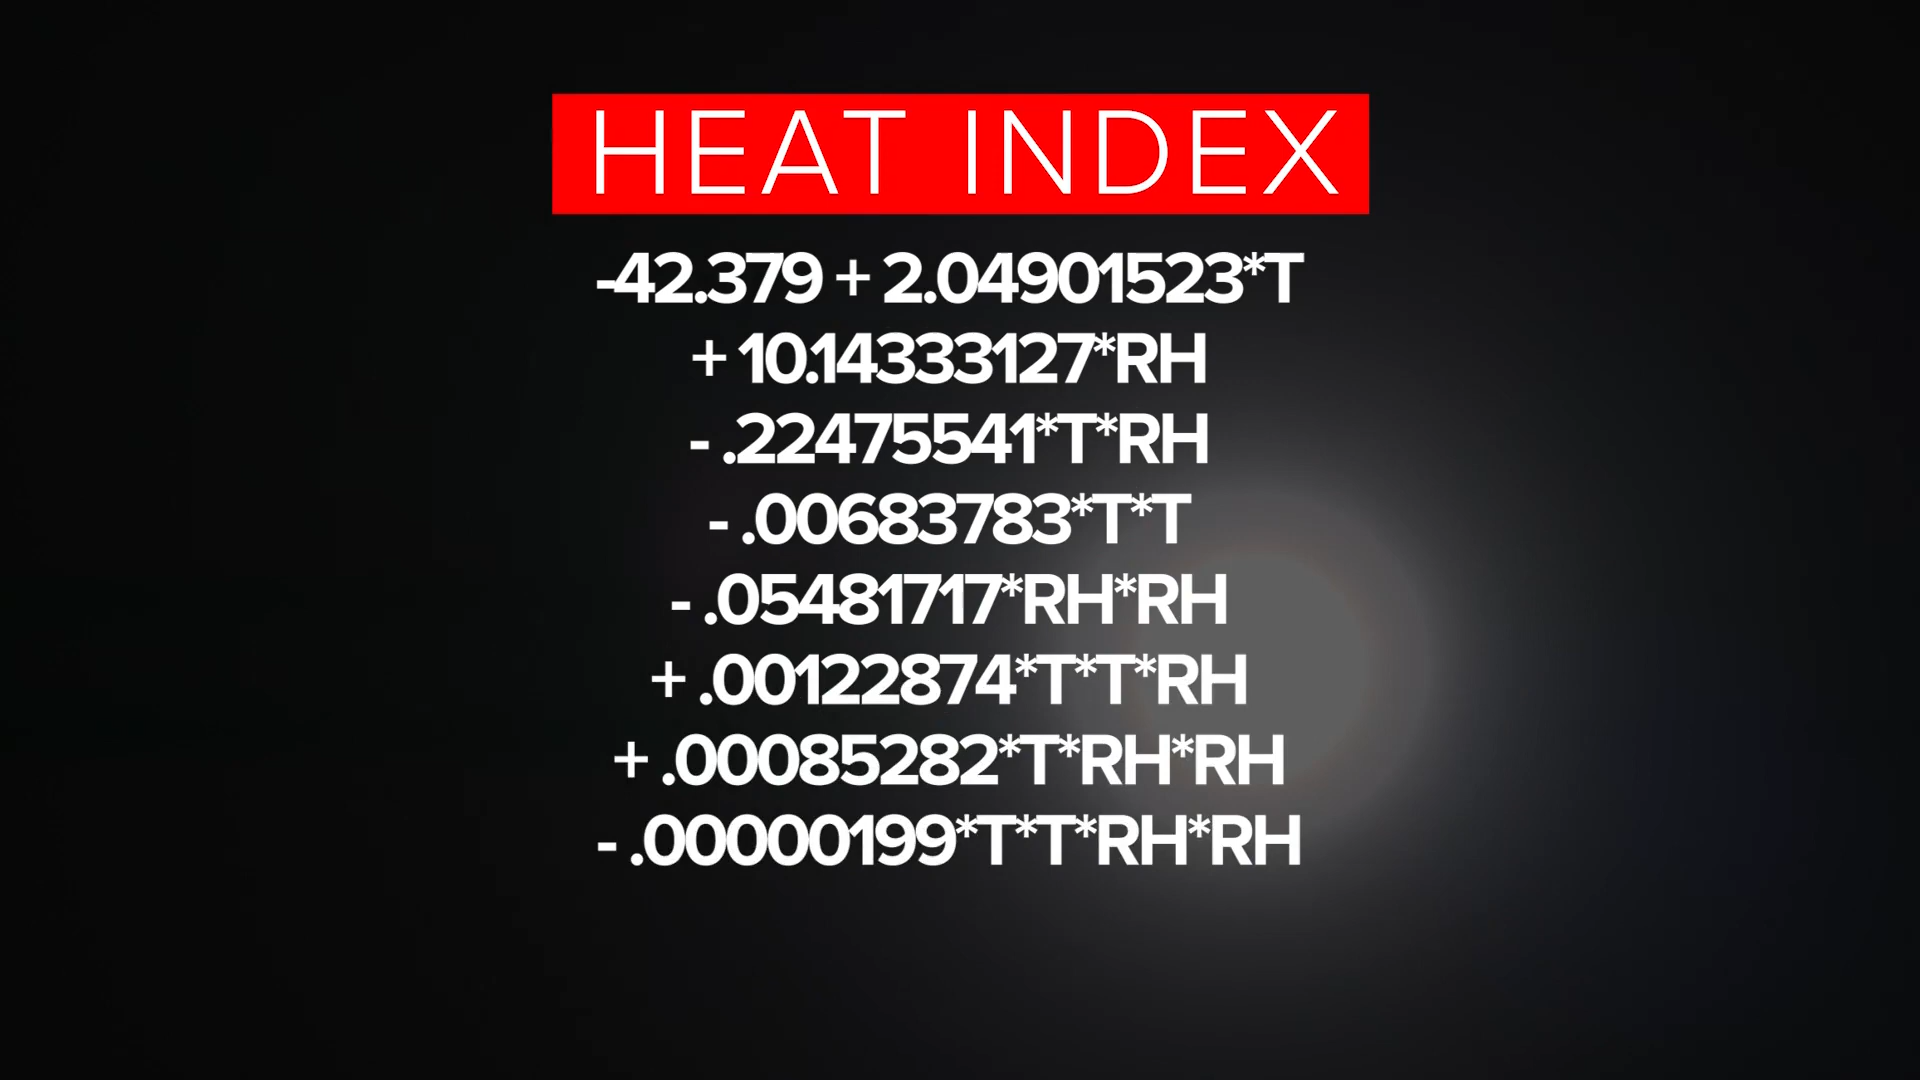 HEAT INDEX
-42.379 + 2.04901523*T
+ 10.14333127*RH
- .22475541*T*RH
- .00683783*T*T
- .05481717*RH*RH
+ .00122874*T*T*RH
+ .00085282*T*RH*RH
- .00000199*T*T*RH*RH